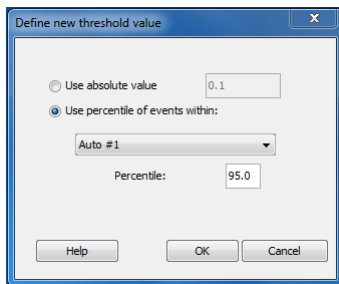 Define new threshold value
X
Use absolute value 0.1
Use percentile of events within:
Auto #1
Percentile: 95.0
Help OK Cancel